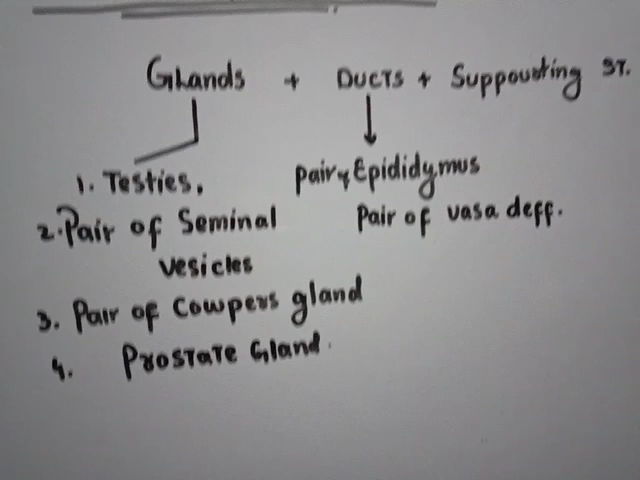 Glands + Ducts + Suppousting ST.
1. Testies,
Pair of Epididymus
2. Pair of Seminal
Pair of vasa deff.
vesicles
3. Pair of Cowpers gland
4. Prostate Gland.